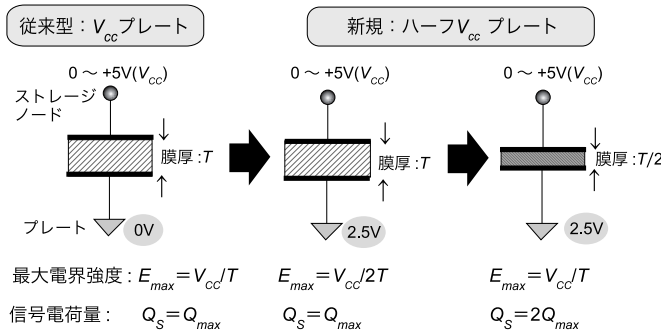 従来型：Vccプレート
新規：ハーフVccプレート
0 ～ +5V(VCC)
0 ～ +5V(VCC)
0 ～ +5V(VCC)
ストレージ
ノード
膜厚：T
膜厚：T
膜厚：T/2
プレート
0V
2.5V
2.5V
最大電界強度：Emax＝VCC/T
Emax＝VCC/2T
Emax＝VCC/T
信号電荷量：
QS＝Qmax
QS＝Qmax
QS＝2Qmax